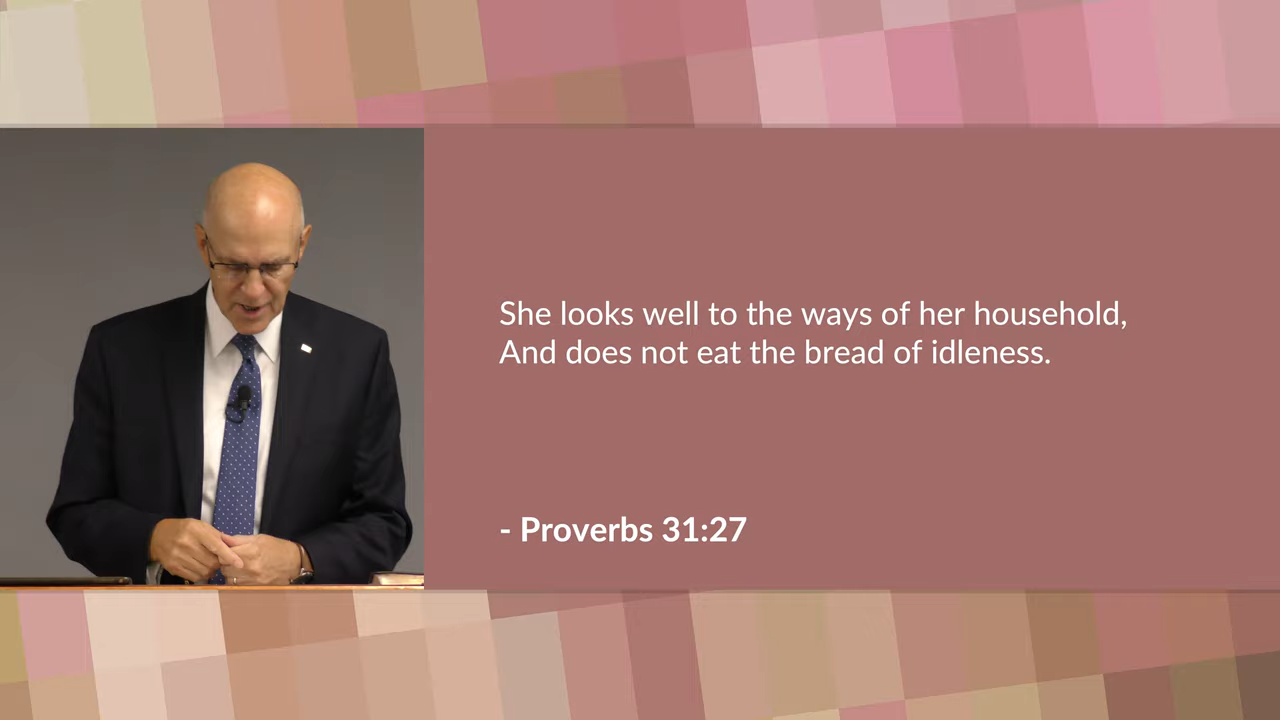 She looks well to the ways of her household,
And does not eat the bread of idleness.
- Proverbs 31:27